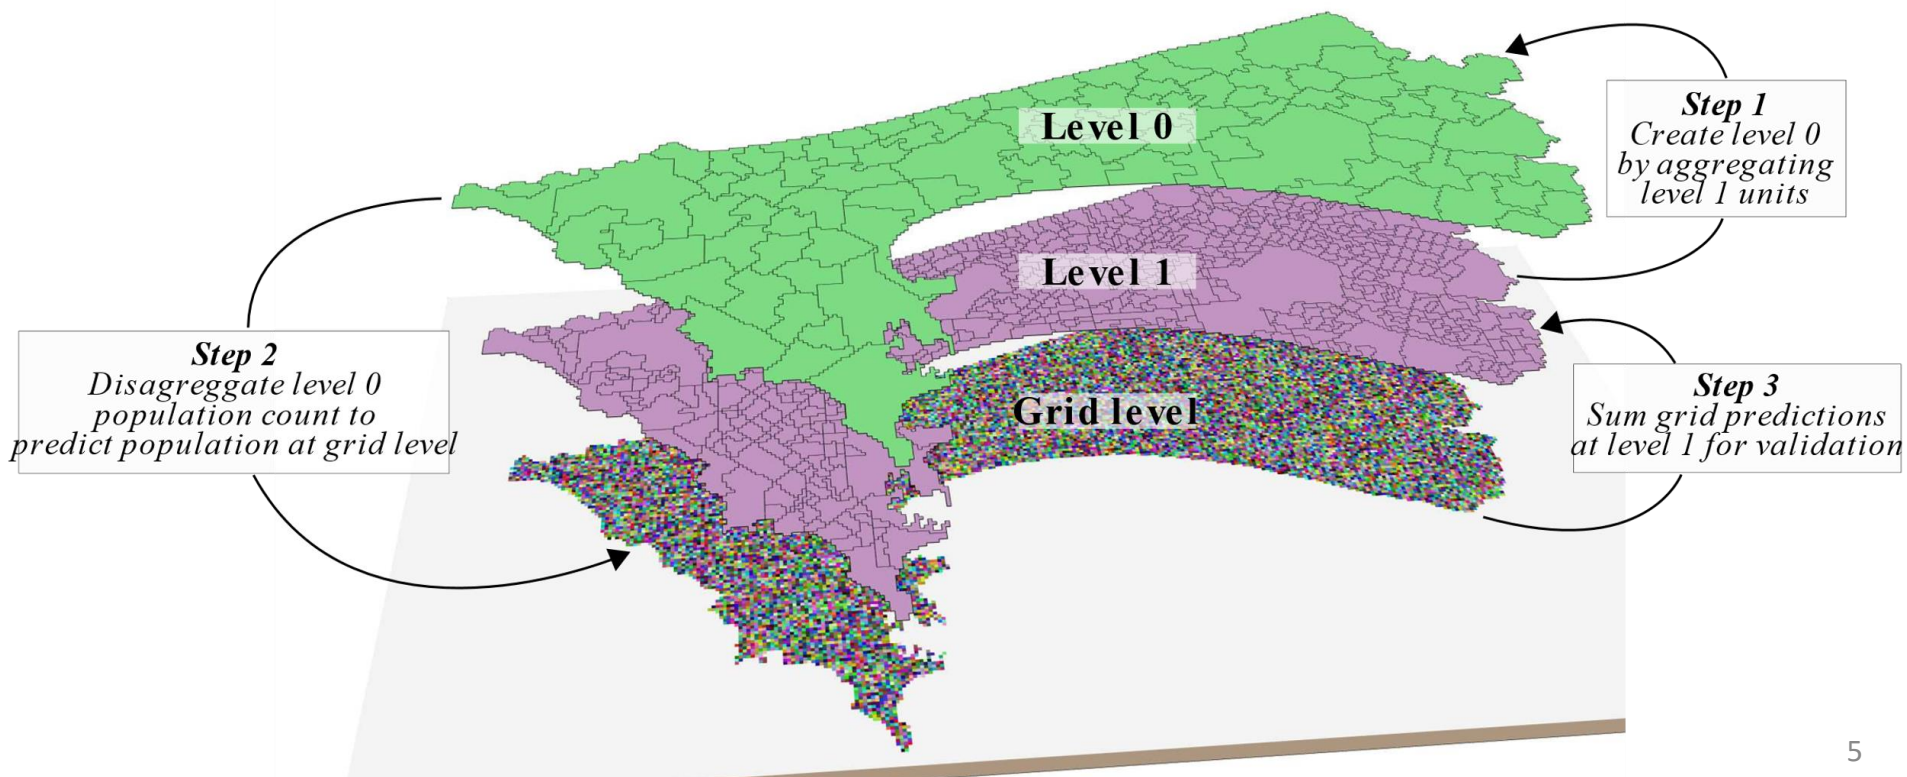 Level 0
Step 1
Create level 0
by aggregating
level 1 units
Level 1
Step 2
Disagreggate level 0
population count to
predict population at grid level
Grid level
Step 3
Sum grid predictions
at level 1 for validation
5